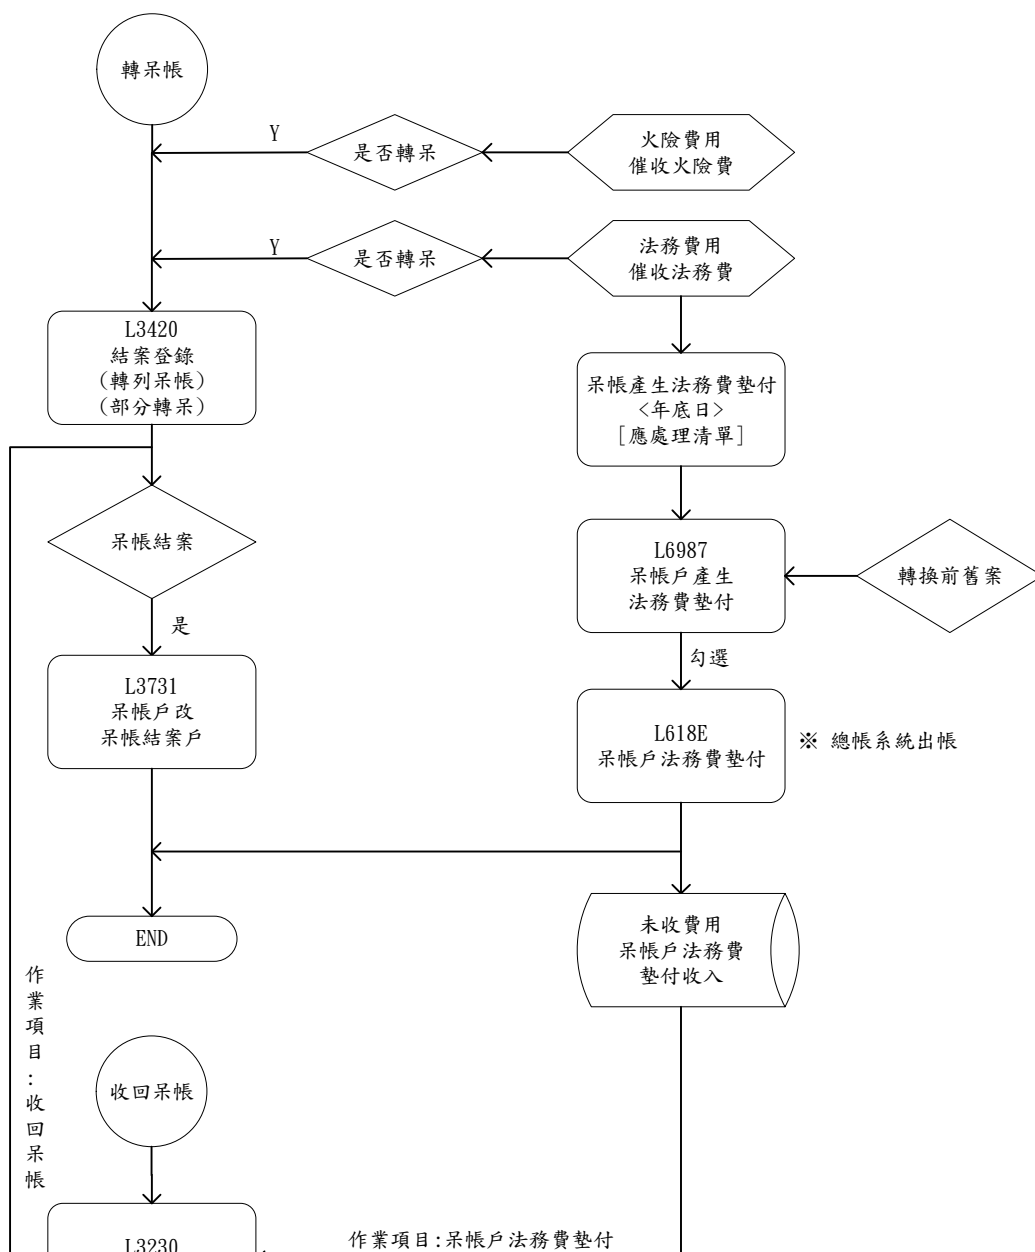 轉呆帳
Y
是否轉呆
火險費用
催收火險費
Y
是否轉呆
法務費用
催收法務費
L3420
結案登錄
(轉列呆帳)
(部分轉呆)
呆帳產生法務費墊付
<年底日>
[應處理清單]
呆帳結案
L6987
呆帳戶產生
法務費墊付
轉換前舊案
是
勾選
L3731
呆帳戶改
呆帳結案戶
L618E
呆帳戶法務費墊付
※ 總帳系統出帳
END
未收費用
呆帳戶法務費
墊付收入
作業項目:收回呆帳
收回呆帳
作業項目:呆帳戶法務費墊付
L3230